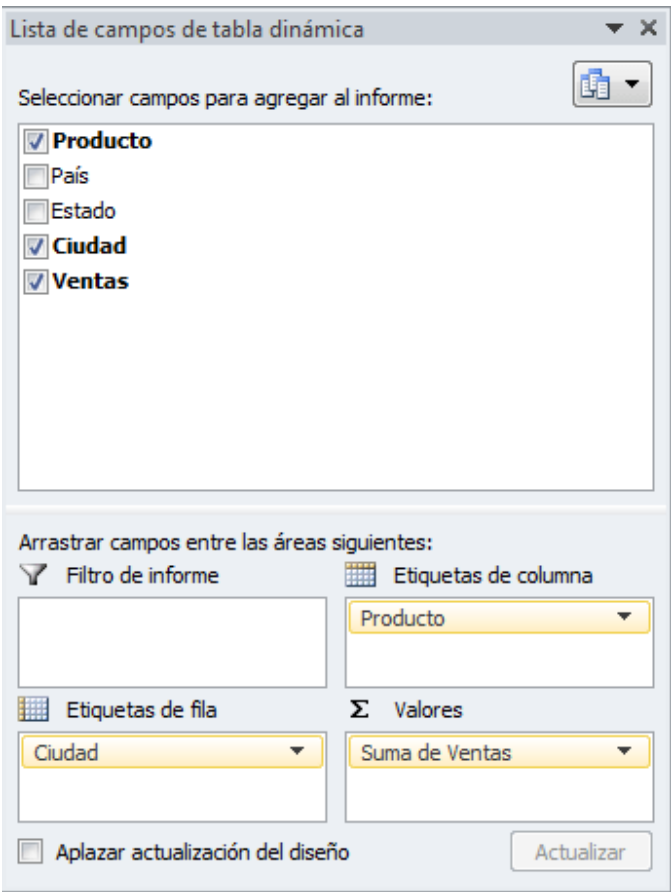 Lista de campos de tabla dinámica
Seleccionar campos para agregar al informe:
Producto
País
Estado
Ciudad
Ventas
Arrastrar campos entre las áreas siguientes:
Filtro de informe
Etiquetas de columna
Producto
Etiquetas de fila
Σ Valores
Ciudad
Suma de Ventas
Aplazar actualización del diseño
Actualizar